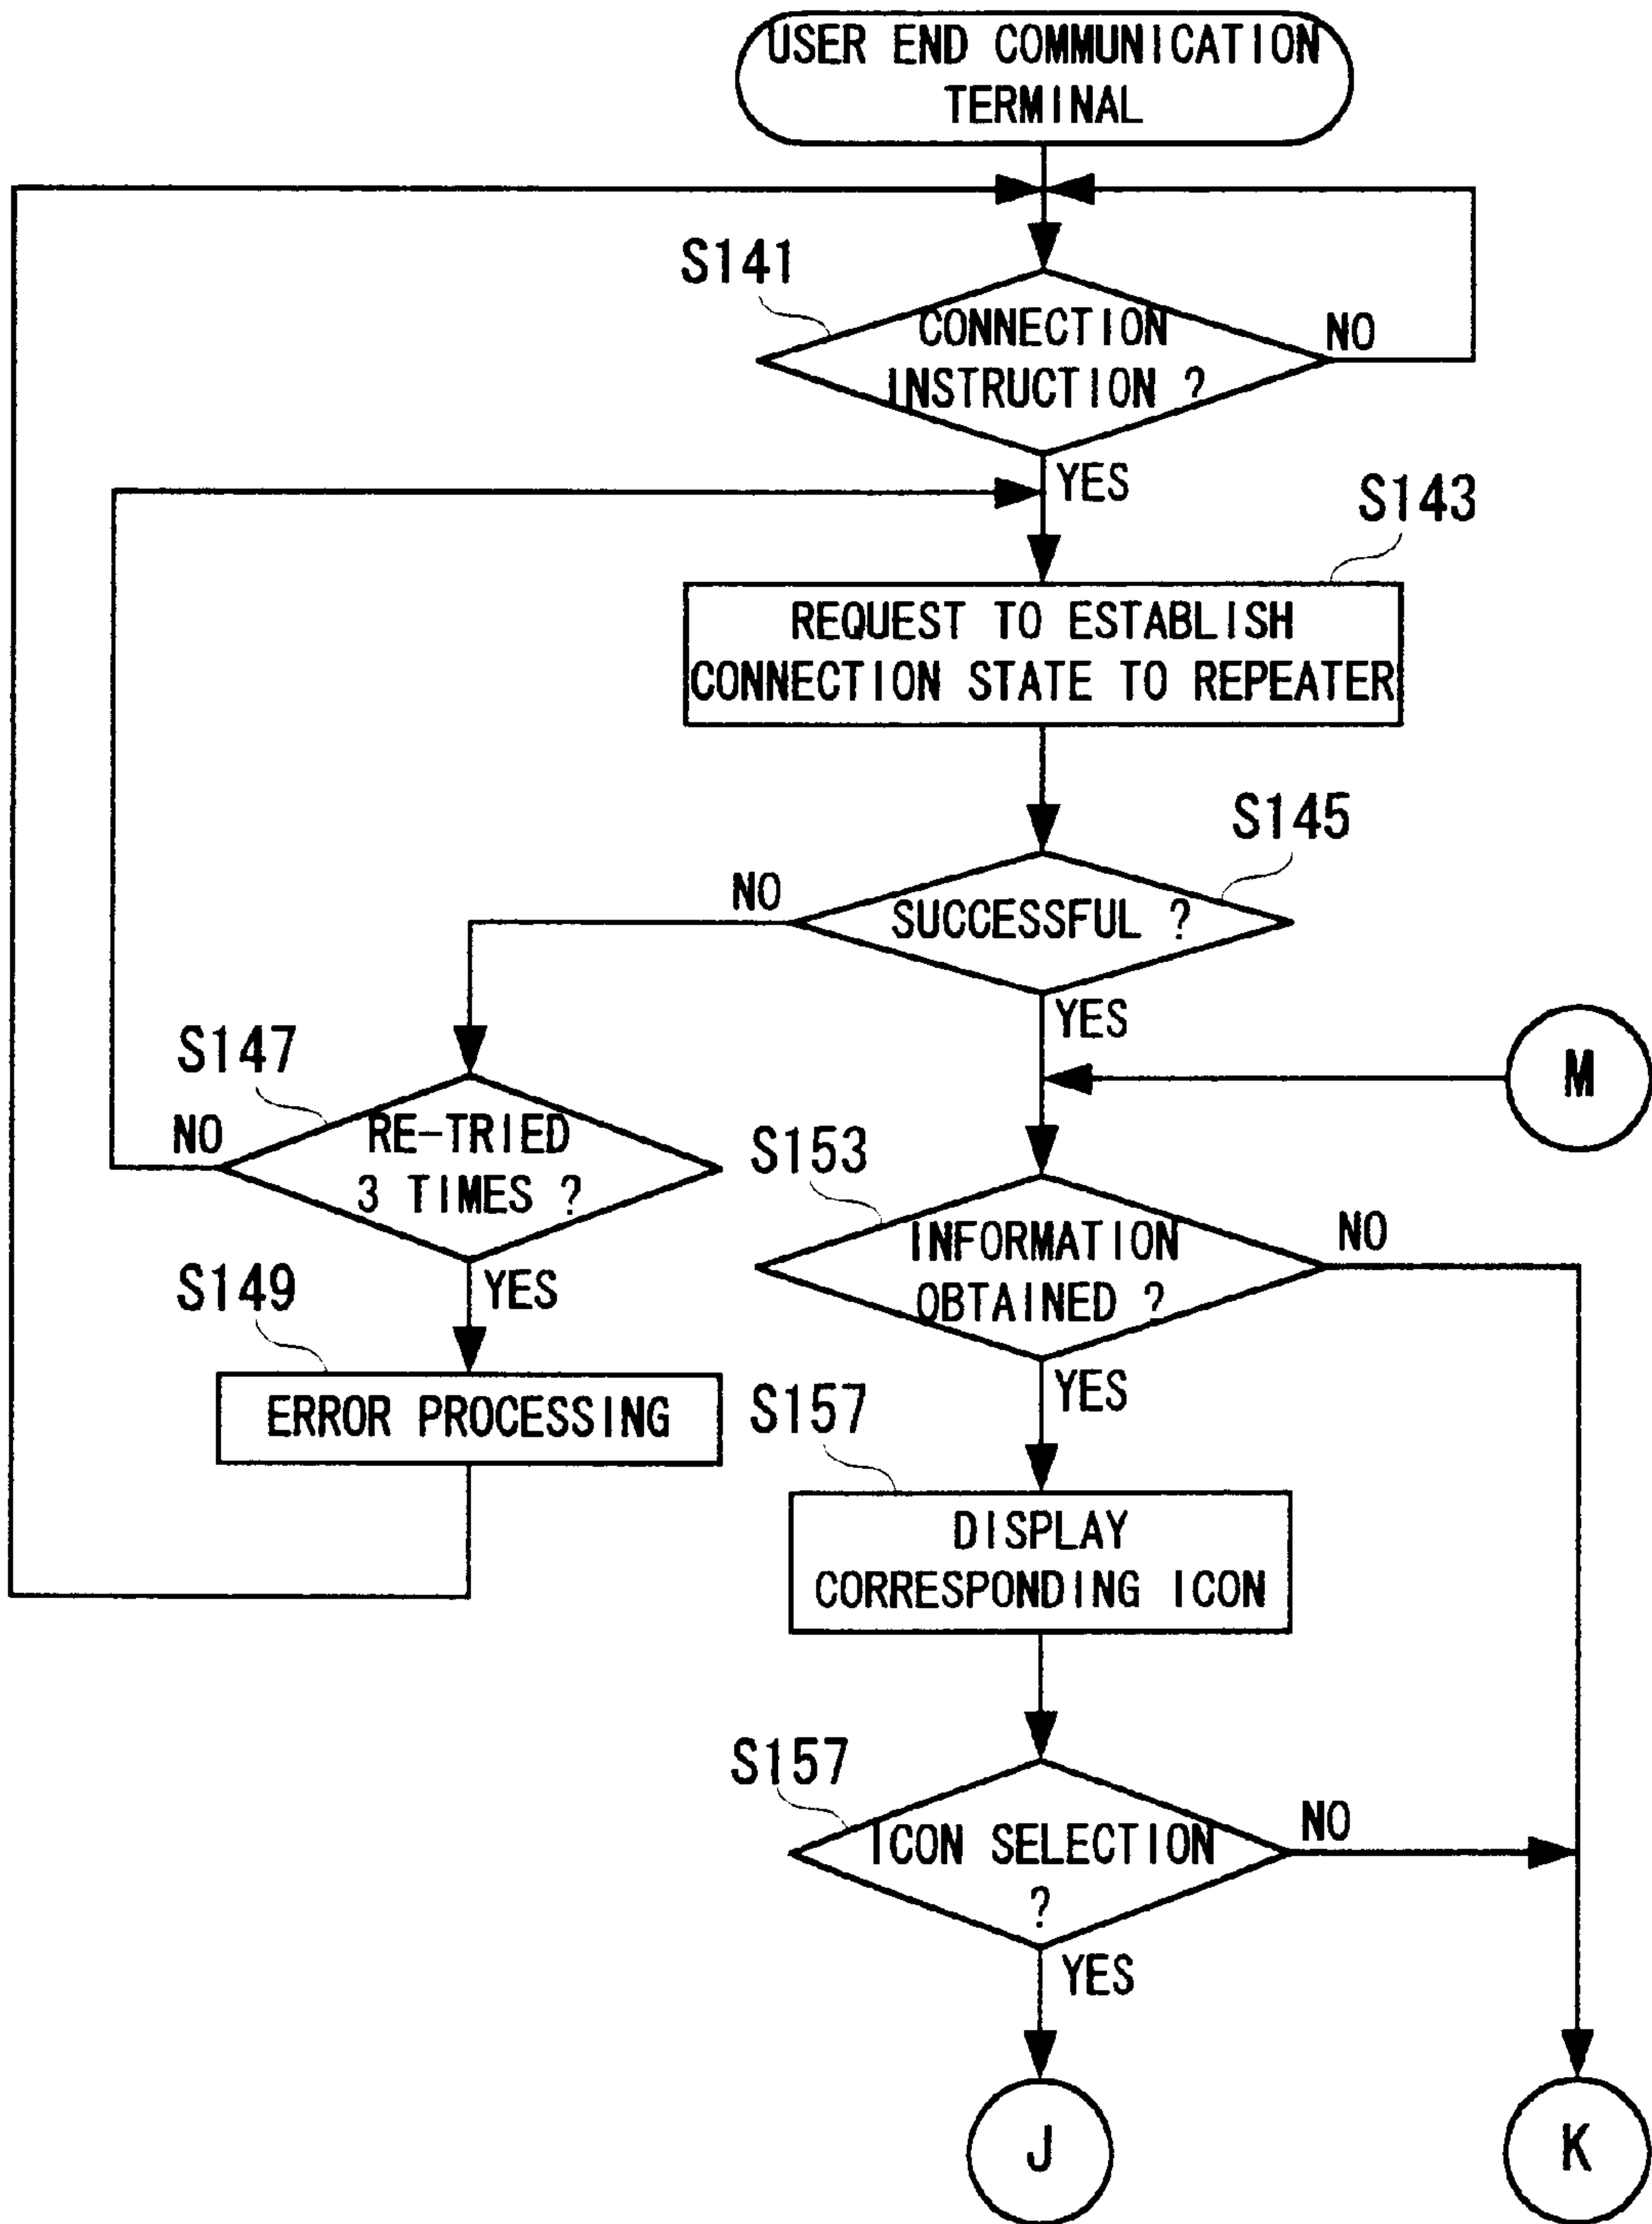 USER END COMMUNICATION
TERMINAL
S141
CONNECTION
INSTRUCTION ?
NO
YES
S143
REQUEST TO ESTABLISH
CONNECTION STATE TO REPEATER
S145
NO
SUCCESSFUL ?
YES
M
S147
NO
RE-TRIED
3 TIMES ?
YES
S149
ERROR PROCESSING
S153
INFORMATION
OBTAINED ?
NO
YES
S157
DISPLAY
CORRESPONDING ICON
S157
ICON SELECTION
?
NO
YES
J
K